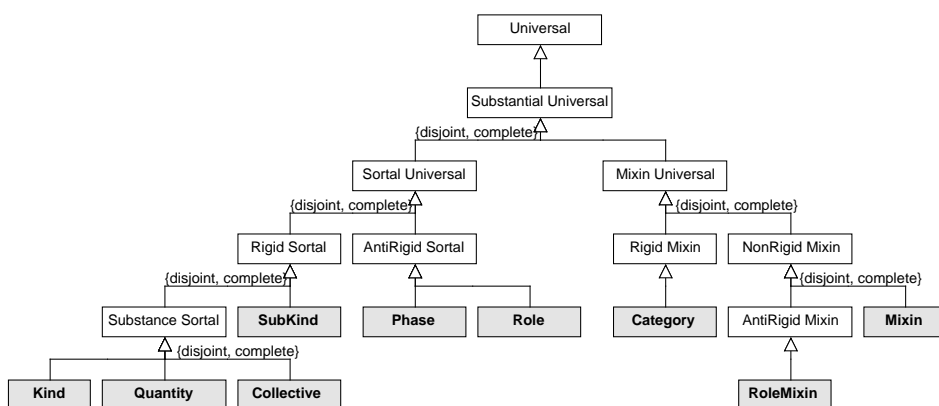 Universal
Substantial Universal
{disjoint, complete}
Sortal Universal
Mixin Universal
{disjoint, complete}
{disjoint, complete}
Rigid Sortal
AntiRigid Sortal
Rigid Mixin
NonRigid Mixin
{disjoint, complete}
{disjoint, complete}
Substance Sortal
SubKind
Phase
Role
Category
AntiRigid Mixin
Mixin
{disjoint, complete}
Kind
Quantity
Collective
RoleMixin